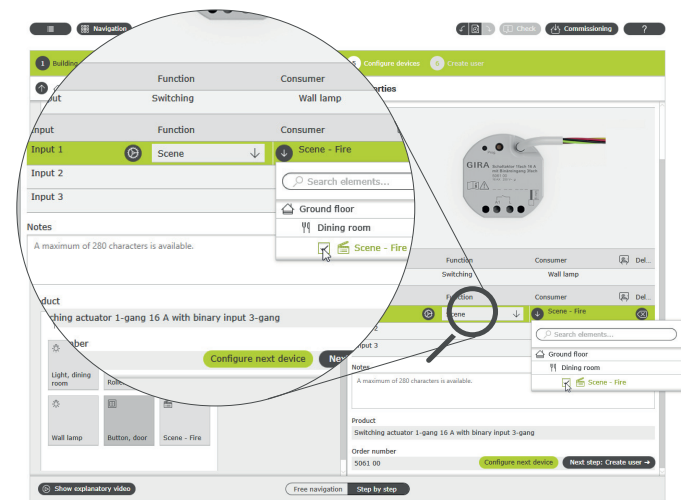 Navigation
Check
Commissioning
?
1 Building
Configure devices
Create user
Function
Consumer
Switching
Wall lamp
Input
Function
Consumer
Input 1
Scene
Scene - Fire
Input 2
Input 3
Search elements...
Ground floor
Dining room
Scene - Fire
Notes
A maximum of 280 characters is available.
ching actuator 1-gang 16 A with binary input 3-gang
Configure next device
Light, dining
room
Wall lamp
Button, door
Scene - Fire
GIRA
Function
Consumer
Del...
Switching
Wall lamp
Function
Consumer
Del...
Scene - Fire
Input 3
Search elements...
Ground floor
Dining room
Scene - Fire
Notes
A maximum of 280 characters is available.
Product
Switching actuator 1-gang 16 A with binary input 3-gang
Order number
5061 00
Configure next device
Next step: Create user
Show explanatory video
Free navigation
Step by step